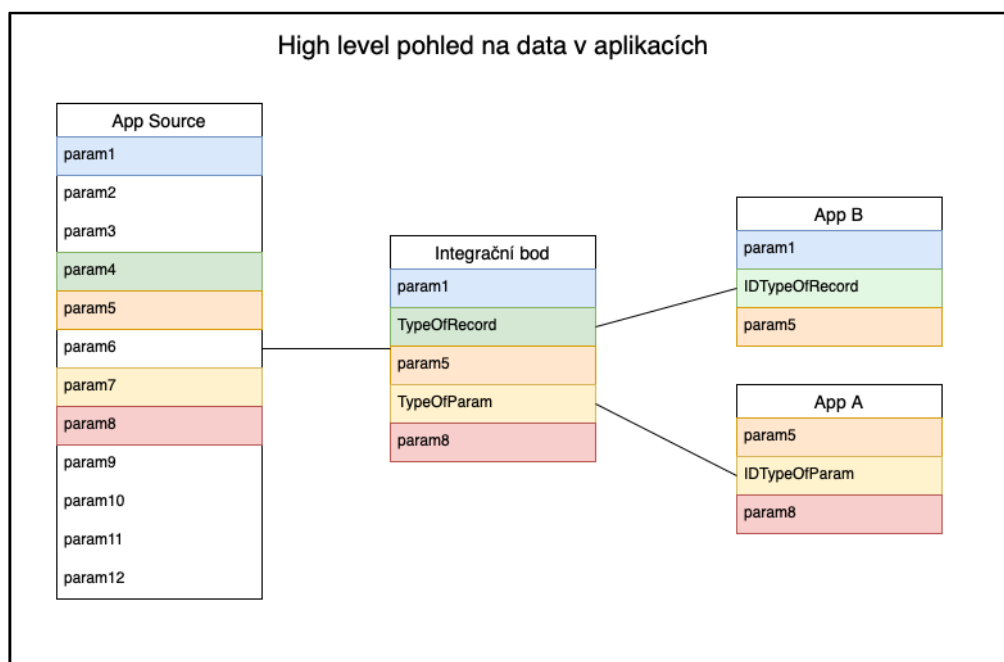 High level pohled na data v aplikacích
App Source
param1
param2
param3
param4
param5
param6
param7
param8
param9
param10
param11
param12
Integrační bod
param1
TypeOfRecord
param5
TypeOfParam
param8
App B
param1
IDTypeOfRecord
param5
App A
param5
IDTypeOfParam
param8